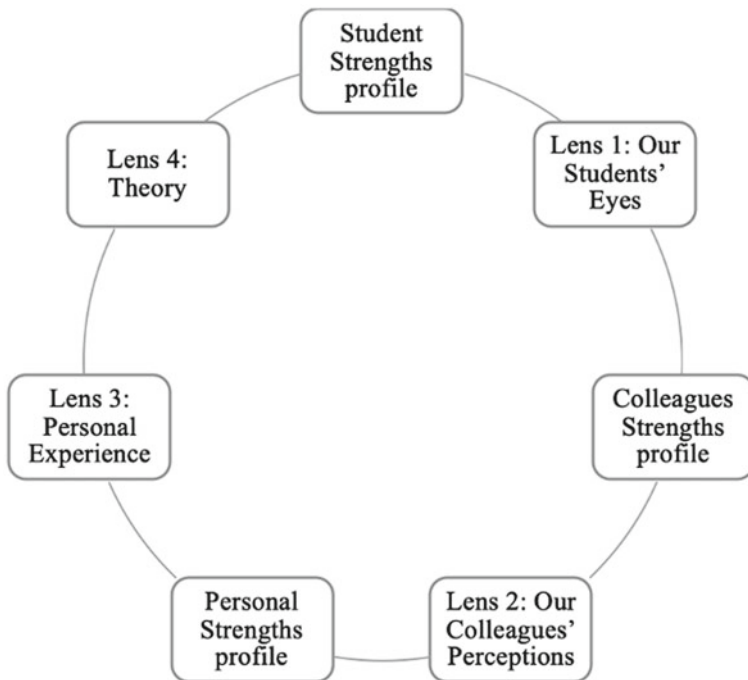 Student
Strengths
profile
Lens 1: Our
Students’
Eyes
Colleagues
Strengths
profile
Lens 2: Our
Colleagues’
Perceptions
Personal
Strengths
profile
Lens 3:
Personal
Experience
Lens 4:
Theory